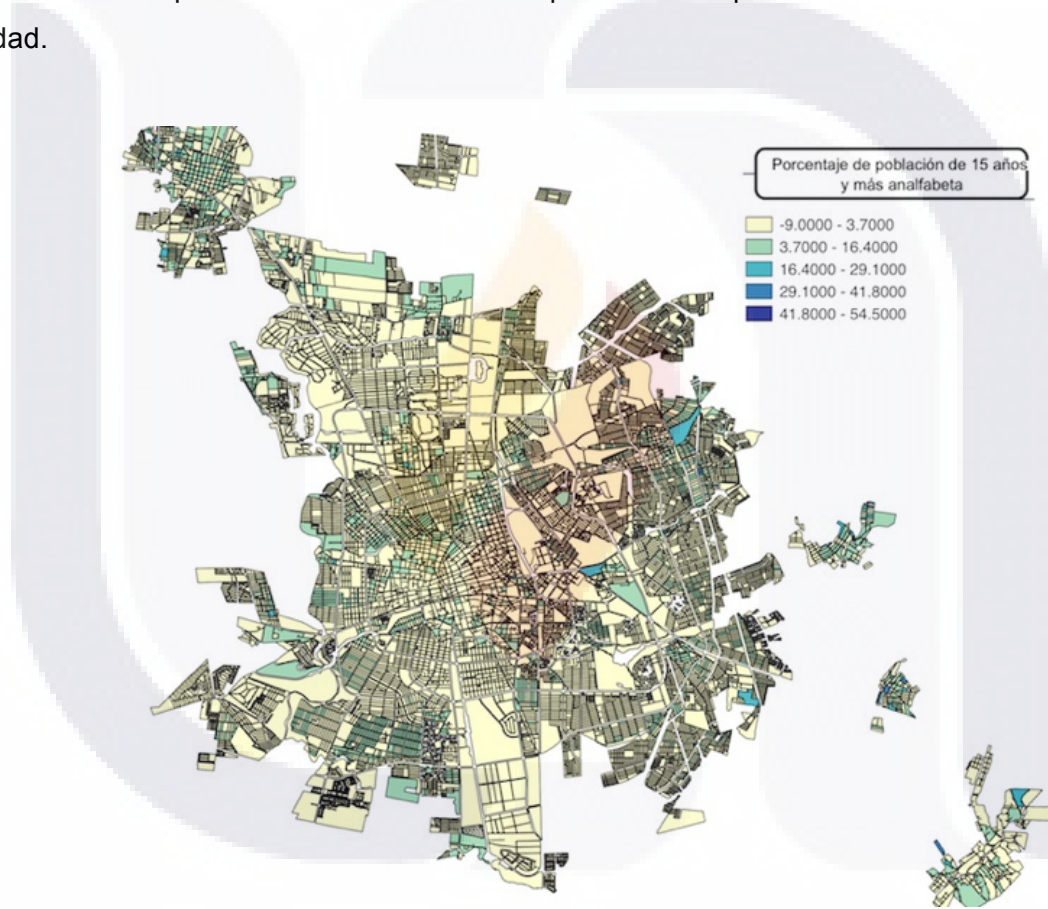 dad.
Porcentaje de población de 15 años
y más analfabeta
-9.0000 - 3.7000
3.7000 - 16.4000
16.4000 - 29.1000
29.1000 - 41.8000
41.8000 - 54.5000